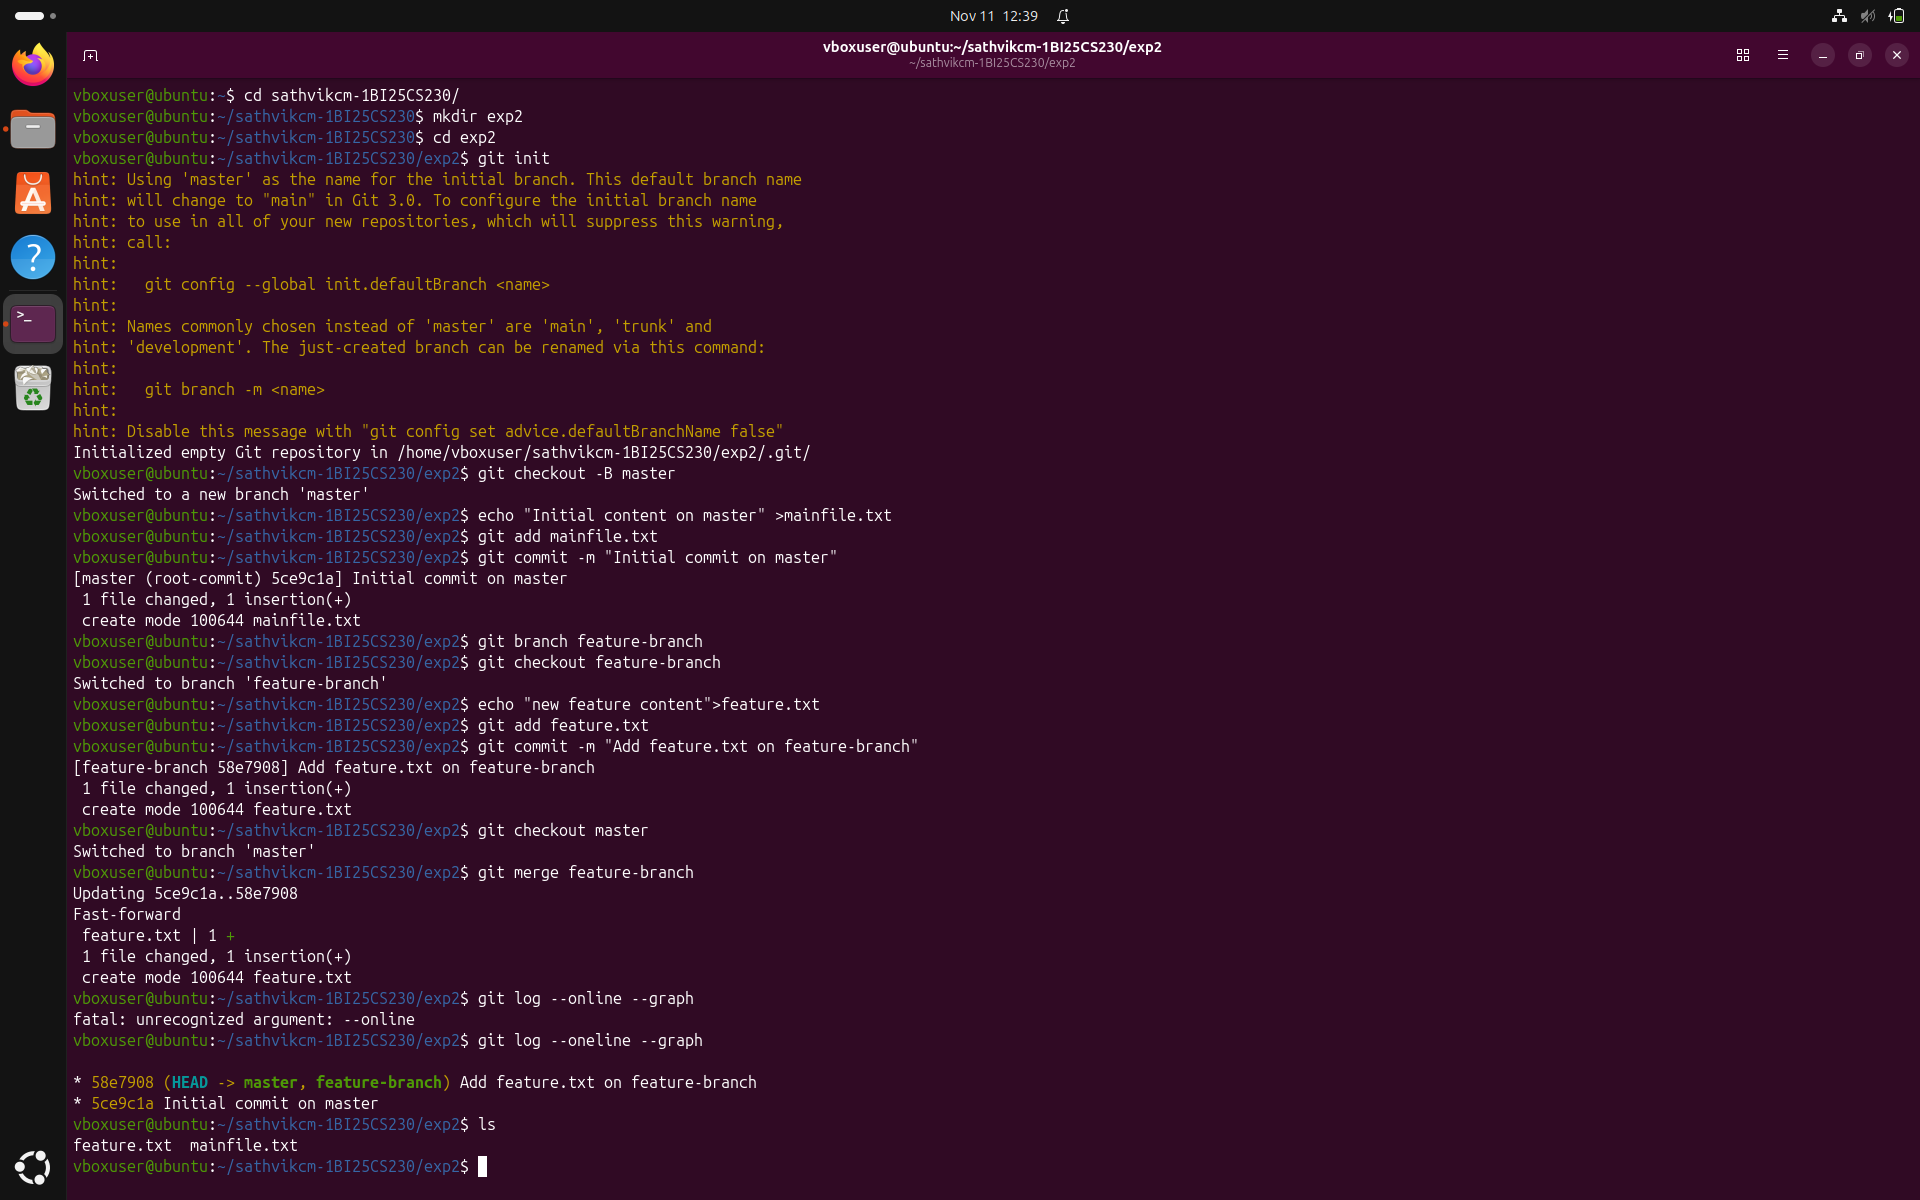 Nov 11 12:39
vboxuser@ubuntu:~/sathvikcm-1BI25CS230/exp2
~/sathvikcm-1BI25CS230/exp2
vboxuser@ubuntu:~$ cd sathvikcm-1BI25CS230/
vboxuser@ubuntu:~/sathvikcm-1BI25CS230$ mkdir exp2
vboxuser@ubuntu:~/sathvikcm-1BI25CS230$ cd exp2
vboxuser@ubuntu:~/sathvikcm-1BI25CS230/exp2$ git init
hint: Using 'master' as the name for the initial branch. This default branch name
hint: will change to "main" in Git 3.0. To configure the initial branch name
hint: to use in all of your new repositories, which will suppress this warning,
hint: call:
hint:
hint:   git config --global init.defaultBranch <name>
hint:
hint: Names commonly chosen instead of 'master' are 'main', 'trunk' and
hint: 'development'. The just-created branch can be renamed via this command:
hint:
hint:   git branch -m <name>
hint:
hint: Disable this message with "git config set advice.defaultBranchName false"
Initialized empty Git repository in /home/vboxuser/sathvikcm-1BI25CS230/exp2/.git/
vboxuser@ubuntu:~/sathvikcm-1BI25CS230/exp2$ git checkout -B master
Switched to a new branch 'master'
vboxuser@ubuntu:~/sathvikcm-1BI25CS230/exp2$ echo "Initial content on master" >mainfile.txt
vboxuser@ubuntu:~/sathvikcm-1BI25CS230/exp2$ git add mainfile.txt
vboxuser@ubuntu:~/sathvikcm-1BI25CS230/exp2$ git commit -m "Initial commit on master"
[master (root-commit) 5ce9c1a] Initial commit on master
 1 file changed, 1 insertion(+)
 create mode 100644 mainfile.txt
vboxuser@ubuntu:~/sathvikcm-1BI25CS230/exp2$ git branch feature-branch
vboxuser@ubuntu:~/sathvikcm-1BI25CS230/exp2$ git checkout feature-branch
Switched to branch 'feature-branch'
vboxuser@ubuntu:~/sathvikcm-1BI25CS230/exp2$ echo "new feature content">feature.txt
vboxuser@ubuntu:~/sathvikcm-1BI25CS230/exp2$ git add feature.txt
vboxuser@ubuntu:~/sathvikcm-1BI25CS230/exp2$ git commit -m "Add feature.txt on feature-branch"
[feature-branch 58e7908] Add feature.txt on feature-branch
 1 file changed, 1 insertion(+)
 create mode 100644 feature.txt
vboxuser@ubuntu:~/sathvikcm-1BI25CS230/exp2$ git checkout master
Switched to branch 'master'
vboxuser@ubuntu:~/sathvikcm-1BI25CS230/exp2$ git merge feature-branch
Updating 5ce9c1a..58e7908
Fast-forward
 feature.txt | 1 +
 1 file changed, 1 insertion(+)
 create mode 100644 feature.txt
vboxuser@ubuntu:~/sathvikcm-1BI25CS230/exp2$ git log --online --graph
fatal: unrecognized argument: --online
vboxuser@ubuntu:~/sathvikcm-1BI25CS230/exp2$ git log --oneline --graph
* 58e7908 (HEAD -> master, feature-branch) Add feature.txt on feature-branch
* 5ce9c1a Initial commit on master
vboxuser@ubuntu:~/sathvikcm-1BI25CS230/exp2$ ls
feature.txt  mainfile.txt
vboxuser@ubuntu:~/sathvikcm-1BI25CS230/exp2$